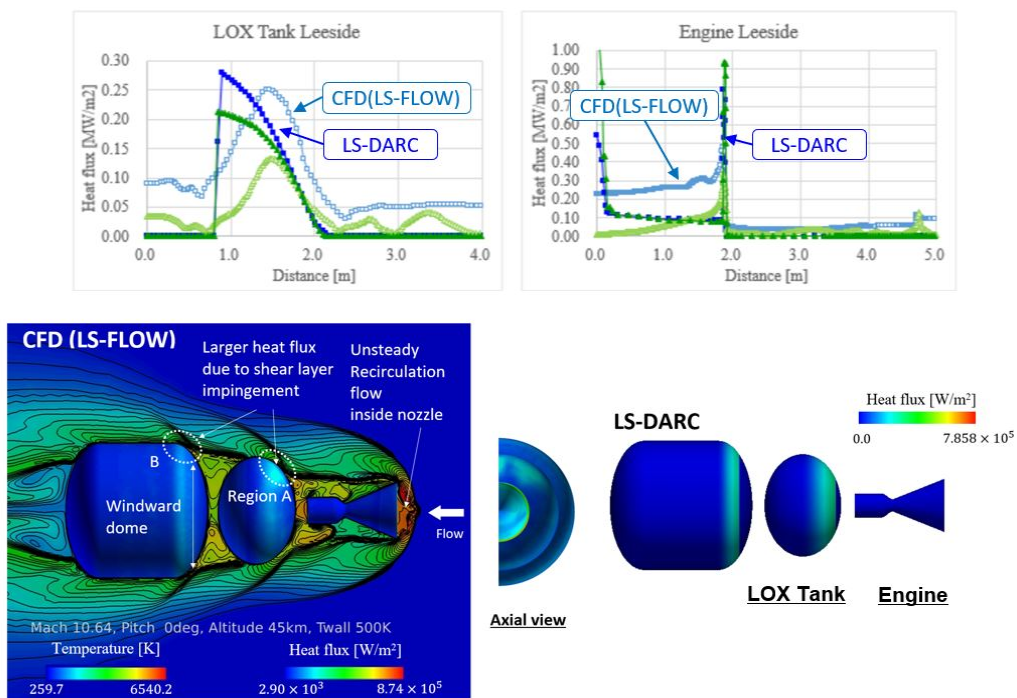 LOX Tank Leeside
Heat flux [MW/m2]
0.30
0.25
0.20
0.15
0.10
0.05
0.00
0.0 1.0 2.0 3.0 4.0
Distance [m]
CFD(LS-FLOW)
LS-DARC
Engine Leeside
Heat flux [MW/m2]
1.00
0.90
0.80
0.70
0.60
0.50
0.40
0.30
0.20
0.10
0.00
0.0 1.0 2.0 3.0 4.0 5.0
Distance [m]
CFD(LS-FLOW)
LS-DARC
CFD (LS-FLOW)
Larger heat flux
due to shear layer
impingement
Unsteady
Recirculation
flow
inside nozzle
B
Region A
Windward
dome
Flow
Mach 10.64, Pitch 0deg, Altitude 45km, Twall 500K
Temperature [K]
259.7 6540.2
Heat flux [W/m²]
2.90 × 10³ 8.74 × 10⁵
Axial view
LS-DARC
Heat flux [W/m²]
0.0 7.858 × 10⁵
LOX Tank
Engine